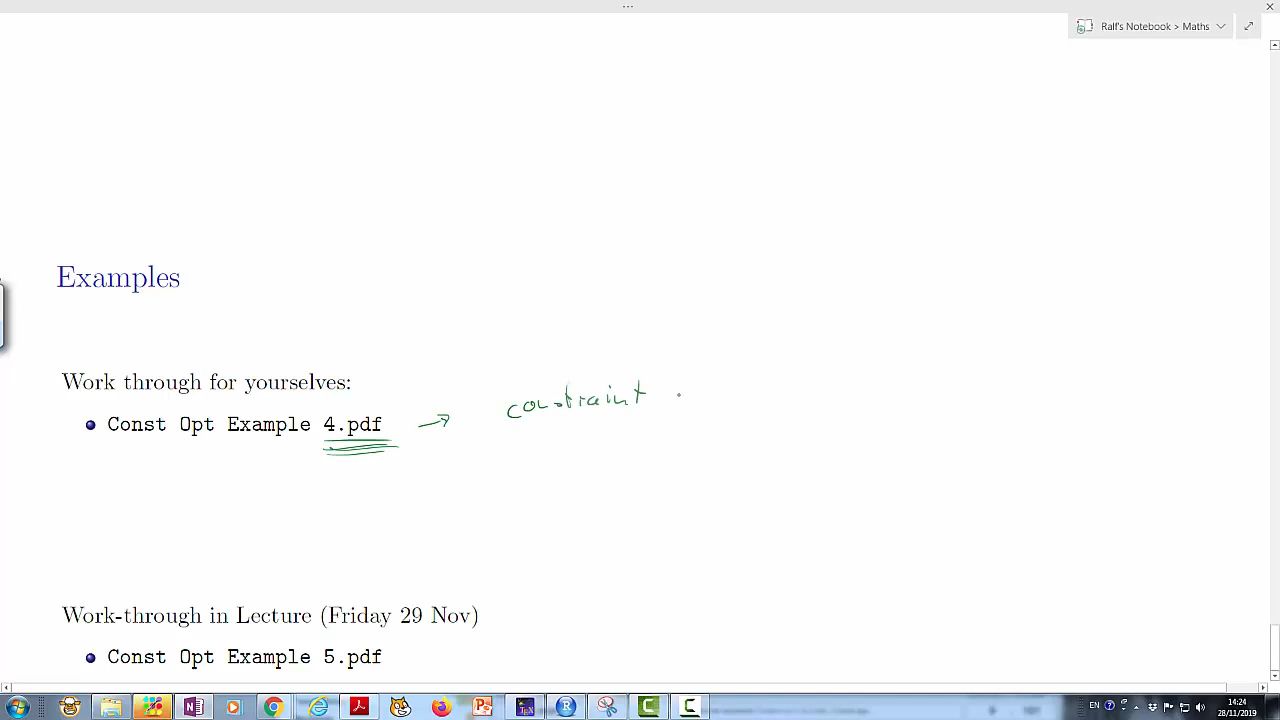 Ralf's Notebook > Maths
Examples
Work through for yourselves:
Const Opt Example 4.pdf → constraint
Work-through in Lecture (Friday 29 Nov)
Const Opt Example 5.pdf
EN
14:24
28/11/2019